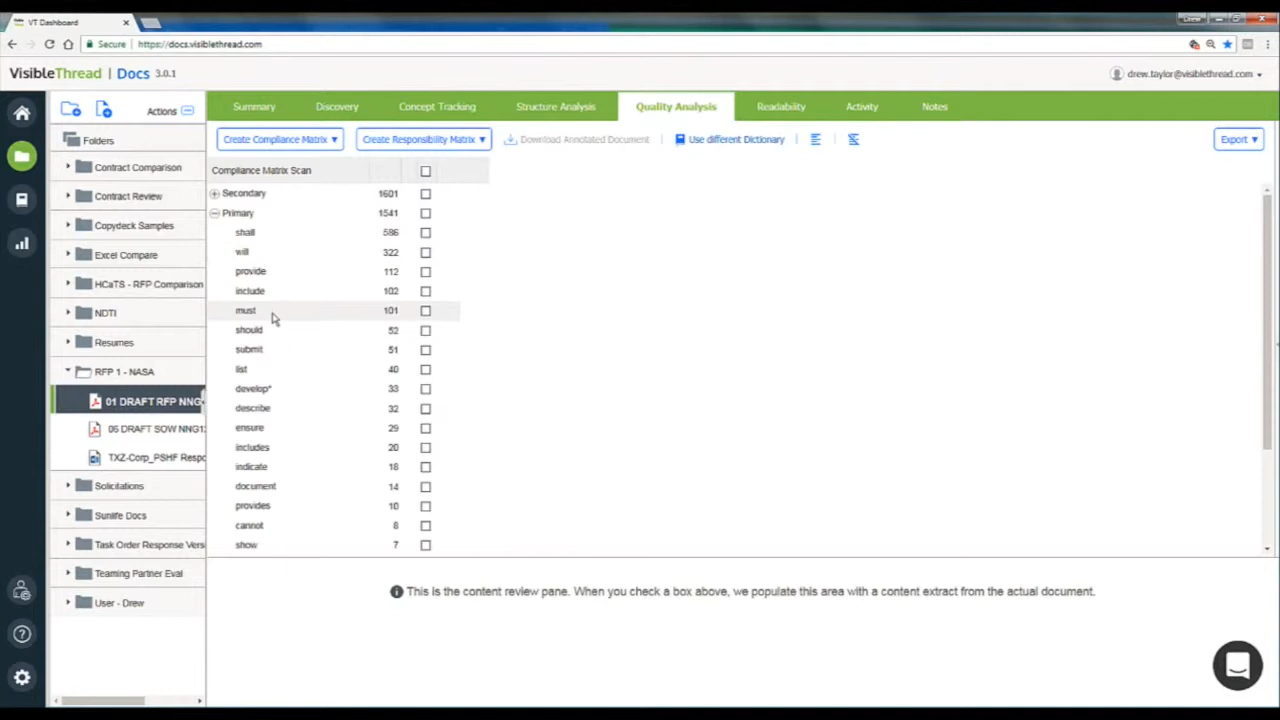 VT Dashboard
Drew
Secure
https://docs.visiblethread.com
VisibleThread | Docs 3.0.1
drew.taylor@visiblethread.com
Actions
Summary
Discovery
Concept Tracking
Structure Analysis
Quality Analysis
Readability
Activity
Notes
Create Compliance Matrix
Create Responsibility Matrix
Download Annotated Document
Use different Dictionary
Export
Folders
Contract Comparison
Contract Review
Copydeck Samples
Excel Compare
HCaTS - RFP Comparison
NDTI
Resumes
RFP 1 - NASA
01 DRAFT RFP NNG
05 DRAFT SOW NNG1
TXZ-Corp_PSHF Respo
Solicitations
Sunlife Docs
Task Order Response Vers
Teaming Partner Eval
User - Drew
Compliance Matrix Scan
Secondary 1601
Primary 1541
shall 586
will 322
provide 112
include 102
must 101
should 52
submit 51
list 40
develop* 33
describe 32
ensure 29
includes 20
indicate 18
document 14
provides 10
cannot 8
show 7
This is the content review pane. When you check a box above, we populate this area with a content extract from the actual document.